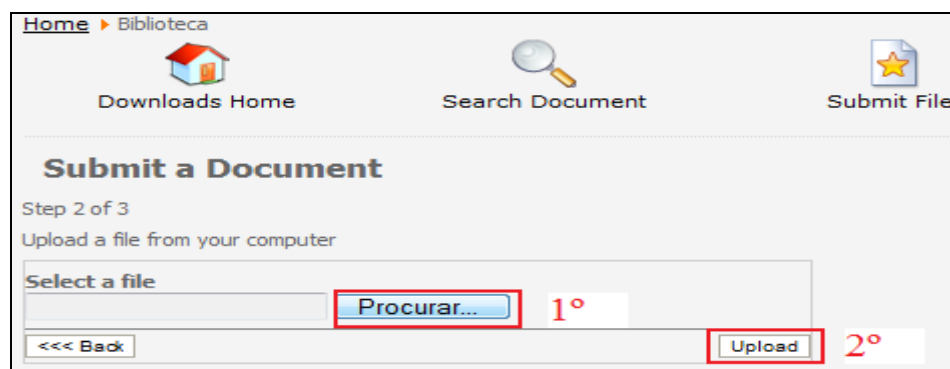 Home Biblioteca
Downloads Home Search Document Submit File
Submit a Document
Step 2 of 3
Upload a file from your computer
Select a file
Procurar... 1º
<<< Back Upload 2º